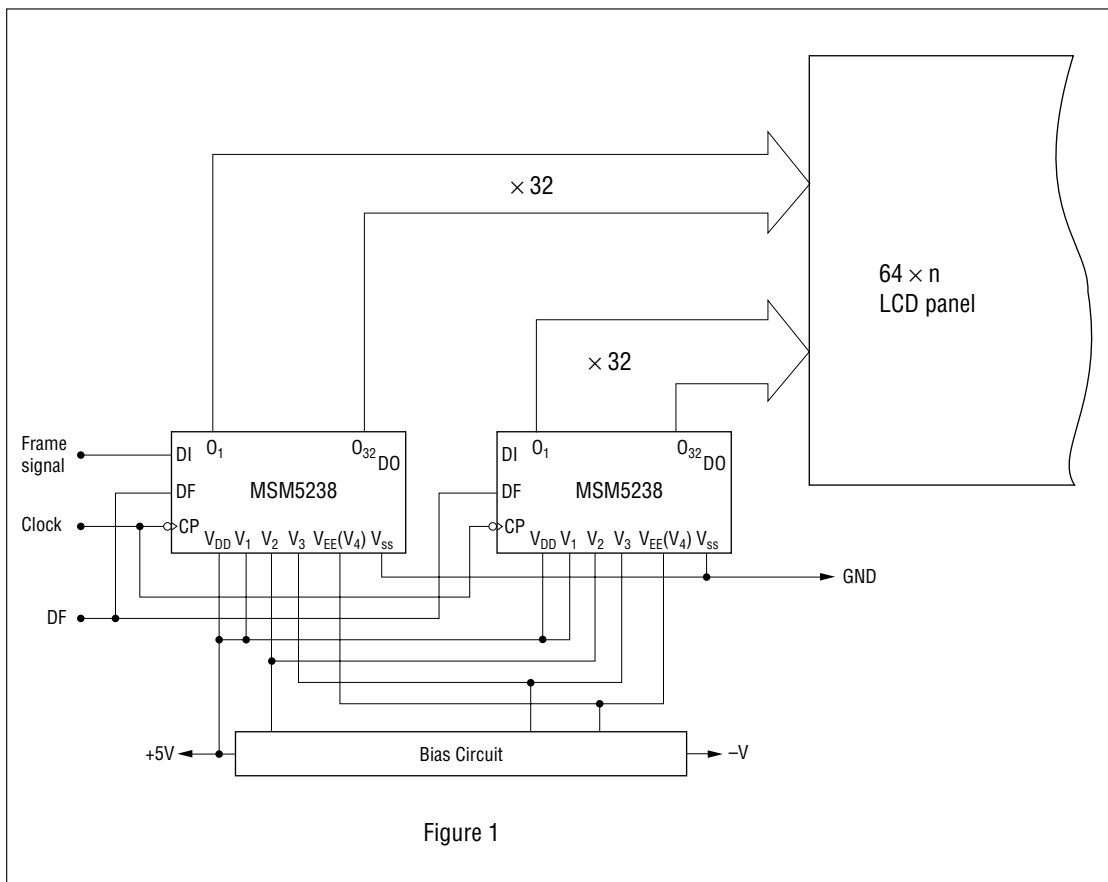 × 32
64 × n
LCD panel
× 32
Frame
signal
Clock
DF
DI
O1
O32
DO
DF
MSM5238
CP
VDD
V1
V2
V3
VEE(V4)
Vss
DI
O1
O32
DO
DF
MSM5238
CP
VDD
V1
V2
V3
VEE(V4)
Vss
GND
+5V
Bias Circuit
–V
Figure 1